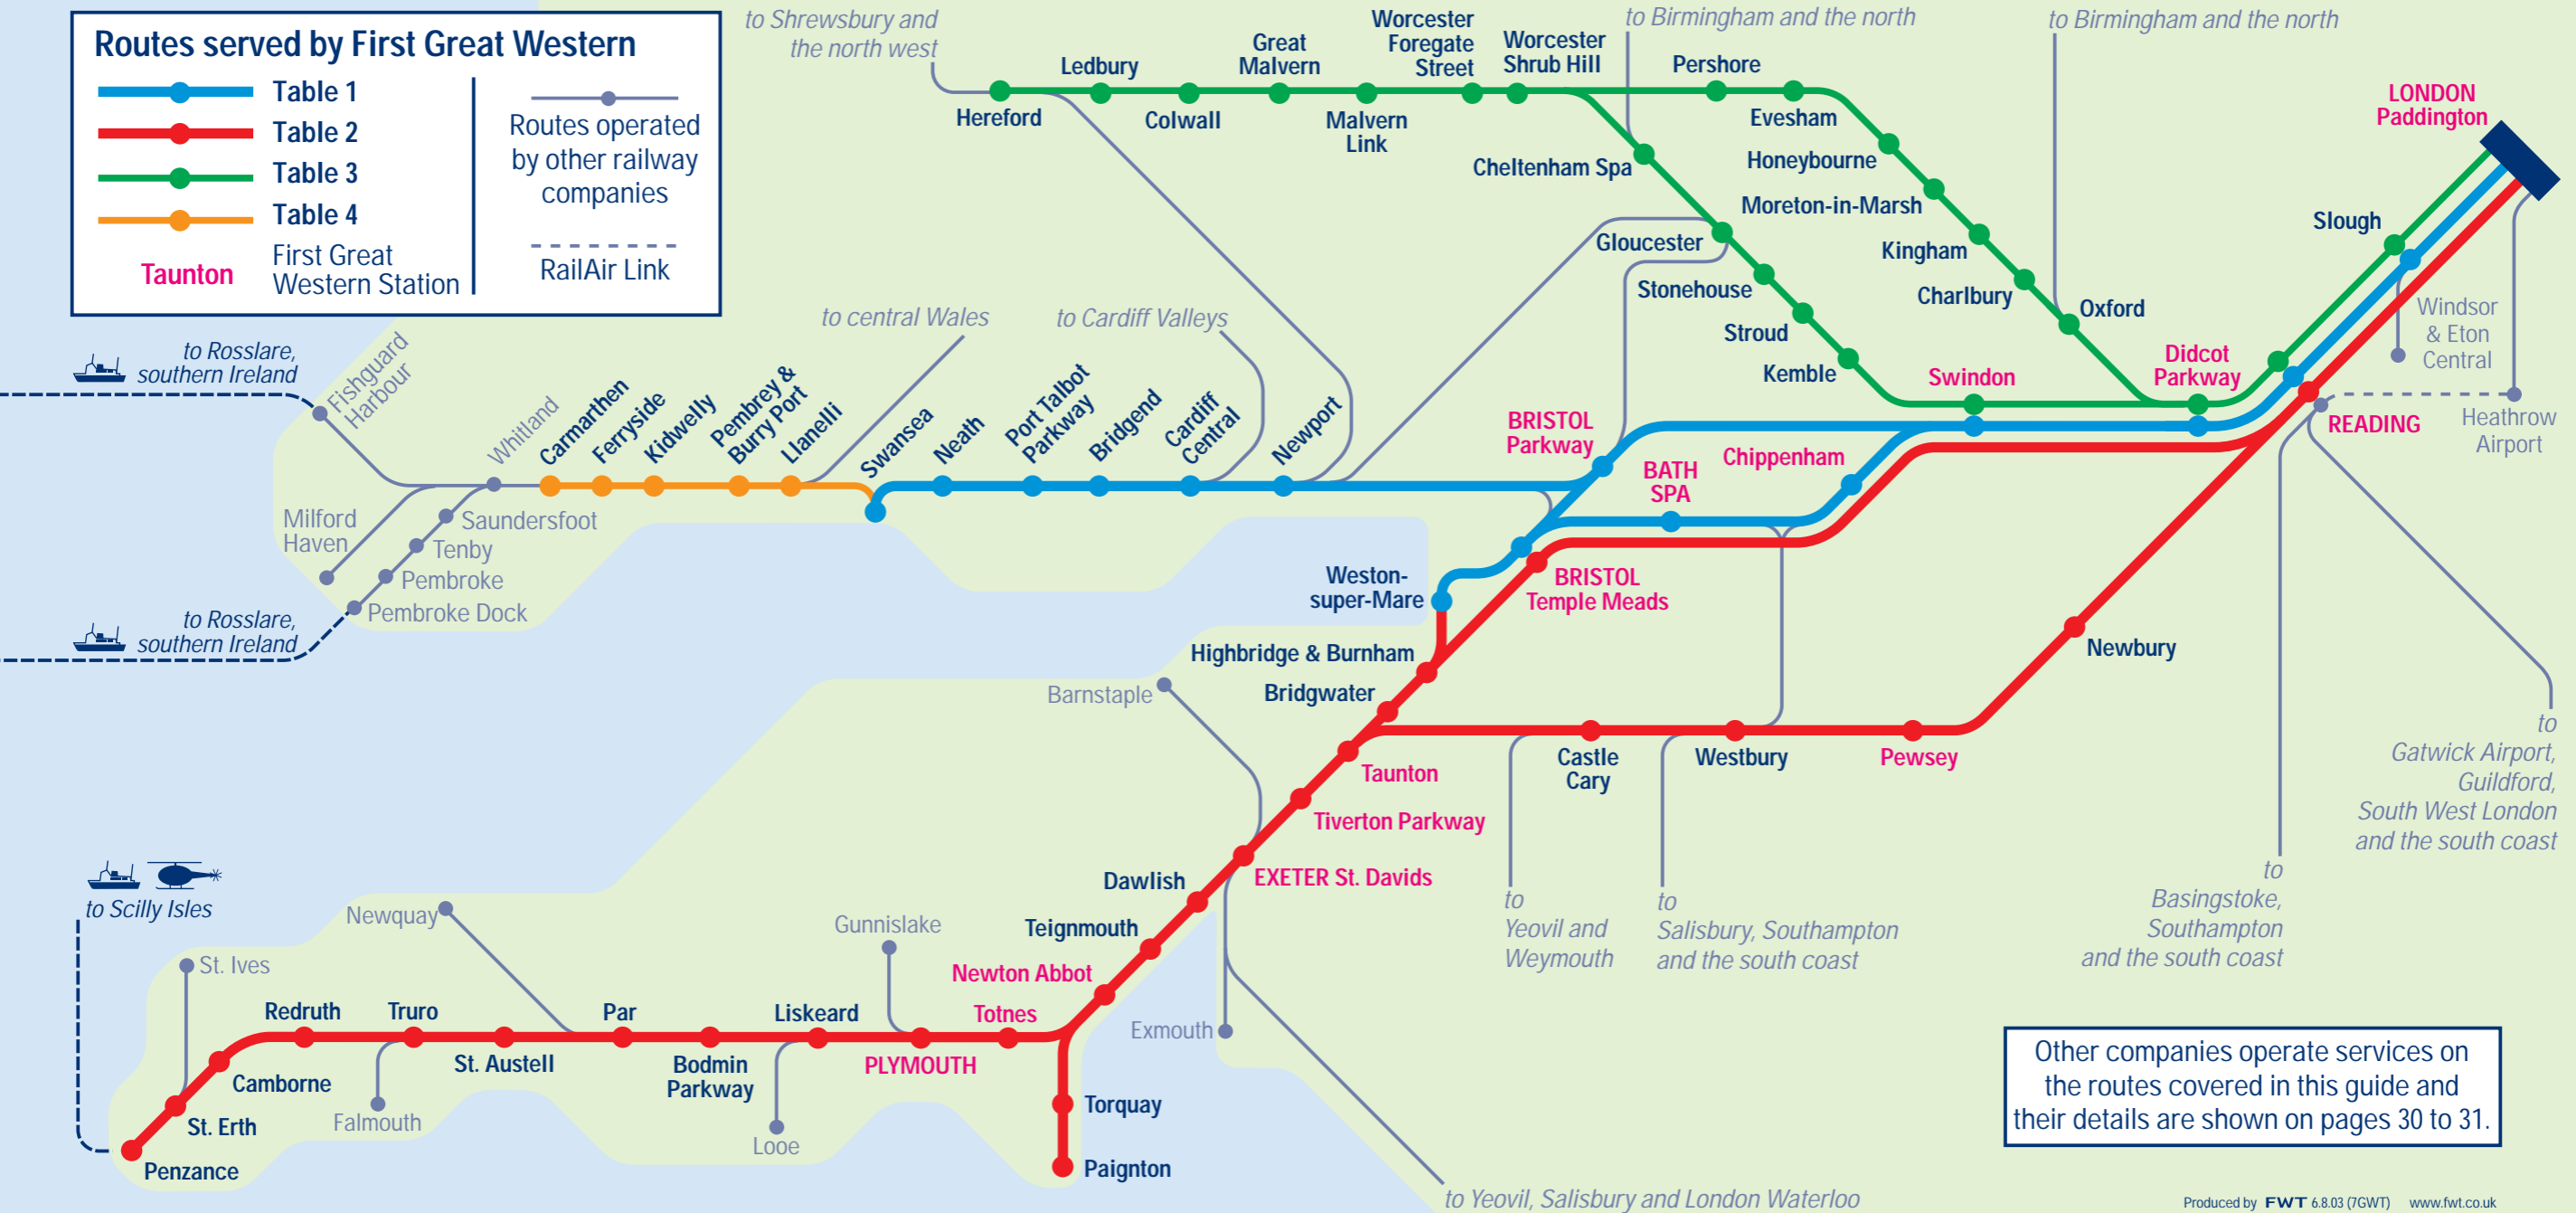 Routes served by First Great Western
Table 1
Table 2
Table 3
Table 4
Taunton
First Great
Western Station
Routes operated
by other railway
companies
RailAir Link
to Shrewsbury and
the north west
Hereford
Ledbury
Colwall
Great
Malvern
Malvern
Link
Worcester
Foregate
Street
Worcester
Shrub Hill
to Birmingham and the north
Pershore
Evesham
Honeybourne
Moreton-in-Marsh
Kingham
Charlbury
Oxford
to Birmingham and the north
Cheltenham Spa
Gloucester
Stonehouse
Stroud
Kemble
Swindon
Didcot
Parkway
LONDON
Paddington
Slough
Windsor
& Eton
Central
Heathrow
Airport
READING
to Rosslare,
southern Ireland
Fishguard
Harbour
Whitland
Carmarthen
Ferryside
Kidwelly
Pembrey &
Burry Port
Llanelli
to central Wales
Swansea
Neath
Port Talbot
Parkway
Bridgend
Cardiff
Central
to Cardiff Valleys
Newport
BRISTOL
Parkway
BATH
SPA
Chippenham
Milford
Haven
Saundersfoot
Tenby
Pembroke
Pembroke Dock
to Rosslare,
southern Ireland
Weston-
super-Mare
BRISTOL
Temple Meads
Highbridge & Burnham
Bridgwater
Barnstaple
Taunton
Castle
Cary
Westbury
Pewsey
Newbury
Tiverton Parkway
EXETER St. Davids
Dawlish
Teignmouth
Newton Abbot
Totnes
PLYMOUTH
Gunnislake
Liskeard
Looe
Bodmin
Parkway
Par
Newquay
St. Austell
Truro
Falmouth
Redruth
Camborne
St. Ives
St. Erth
Penzance
to Scilly Isles
Torquay
Paignton
Exmouth
to
Yeovil and
Weymouth
to
Salisbury, Southampton
and the south coast
to
Basingstoke,
Southampton
and the south coast
to
Gatwick Airport,
Guildford,
South West London
and the south coast
to Yeovil, Salisbury and London Waterloo
Other companies operate services on
the routes covered in this guide and
their details are shown on pages 30 to 31.
Produced by FWT 6.8.03 (7GWT) www.fwt.co.uk